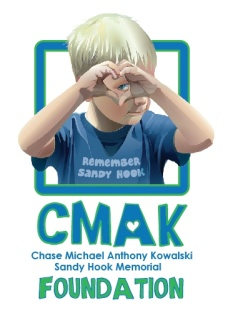 REMEMBER
SANDY HOOK
CMAK
Chase Michael Anthony Kowalski
Sandy Hook Memorial
FOUNDATION